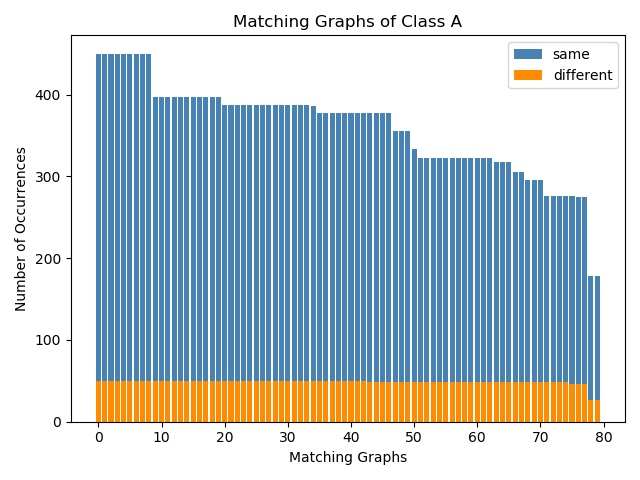 Matching Graphs of Class A
same
different
Number of Occurrences
400
300
200
100
0
0 10 20 30 40 50 60 70 80
Matching Graphs